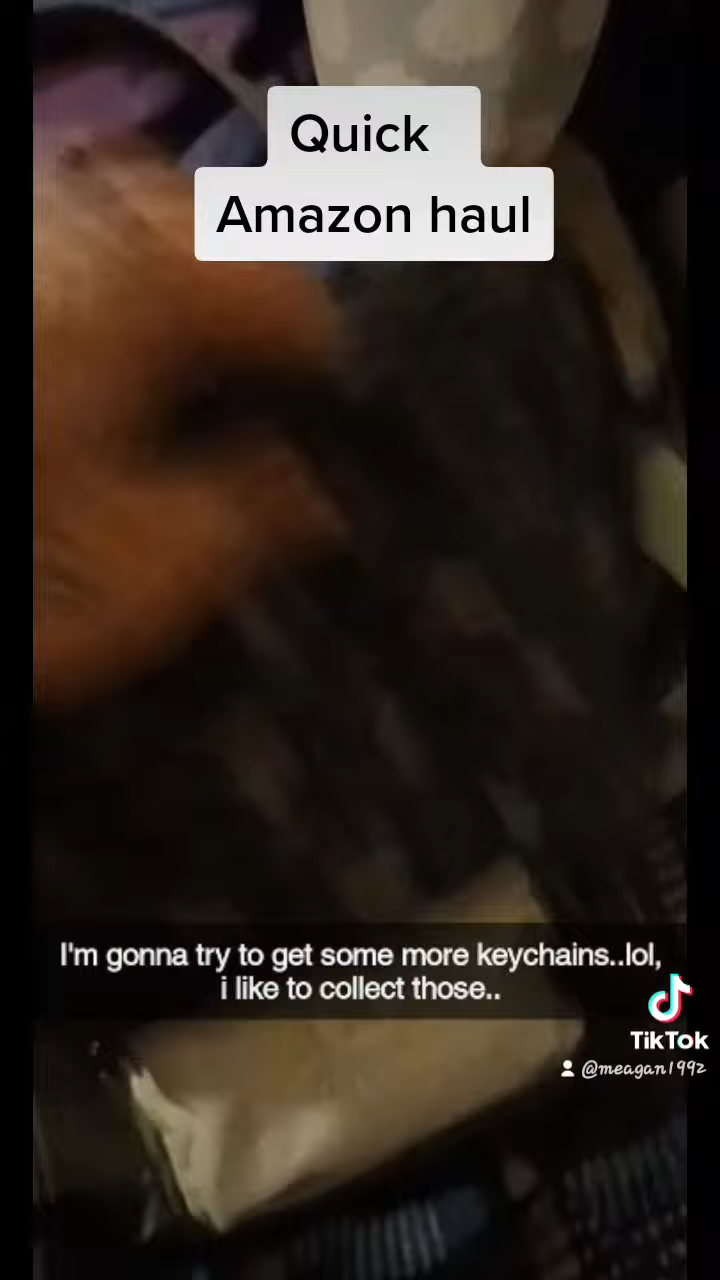 Quick
Amazon haul
I'm gonna try to get some more keychains..lol,
i like to collect those..
TikTok
@meagan1992